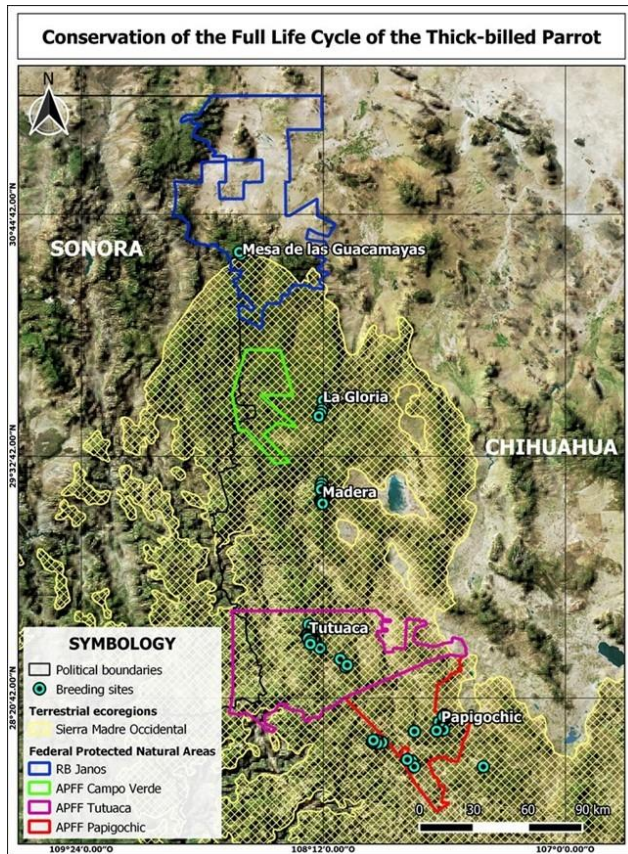 Conservation of the Full Life Cycle of the Thick-billed Parrot
N
30°44'42.00"N
SONORA
Mesa de las Guacamayas
La Gloria
CHIHUAHUA
29°32'42.00"N
Madera
Tutuaca
28°20'42.00"N
Papigochic
SYMBOLOGY
Political boundaries
Breeding sites
Terrestrial ecoregions
Sierra Madre Occidental
Federal Protected Natural Areas
RB Janos
APFF Campo Verde
APFF Tutuaca
APFF Papigochic
0 30 60 90 km
109°24'0.0"O 108°12'0.0"O 107°0'0.0"O